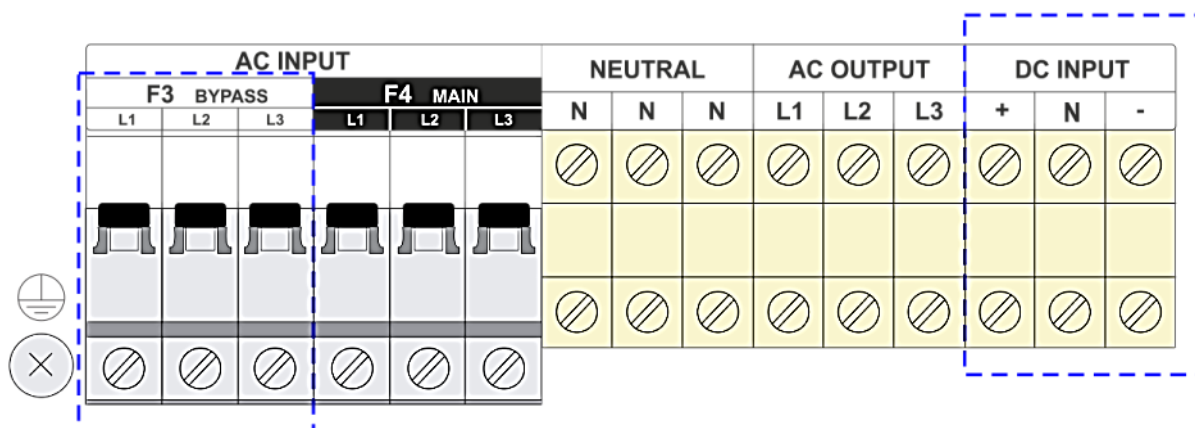 AC INPUT NEUTRAL AC OUTPUT DC INPUT
F3 BYPASS F4 MAIN
L1 L2 L3 L1 L2 L3 N N N L1 L2 L3 + N -